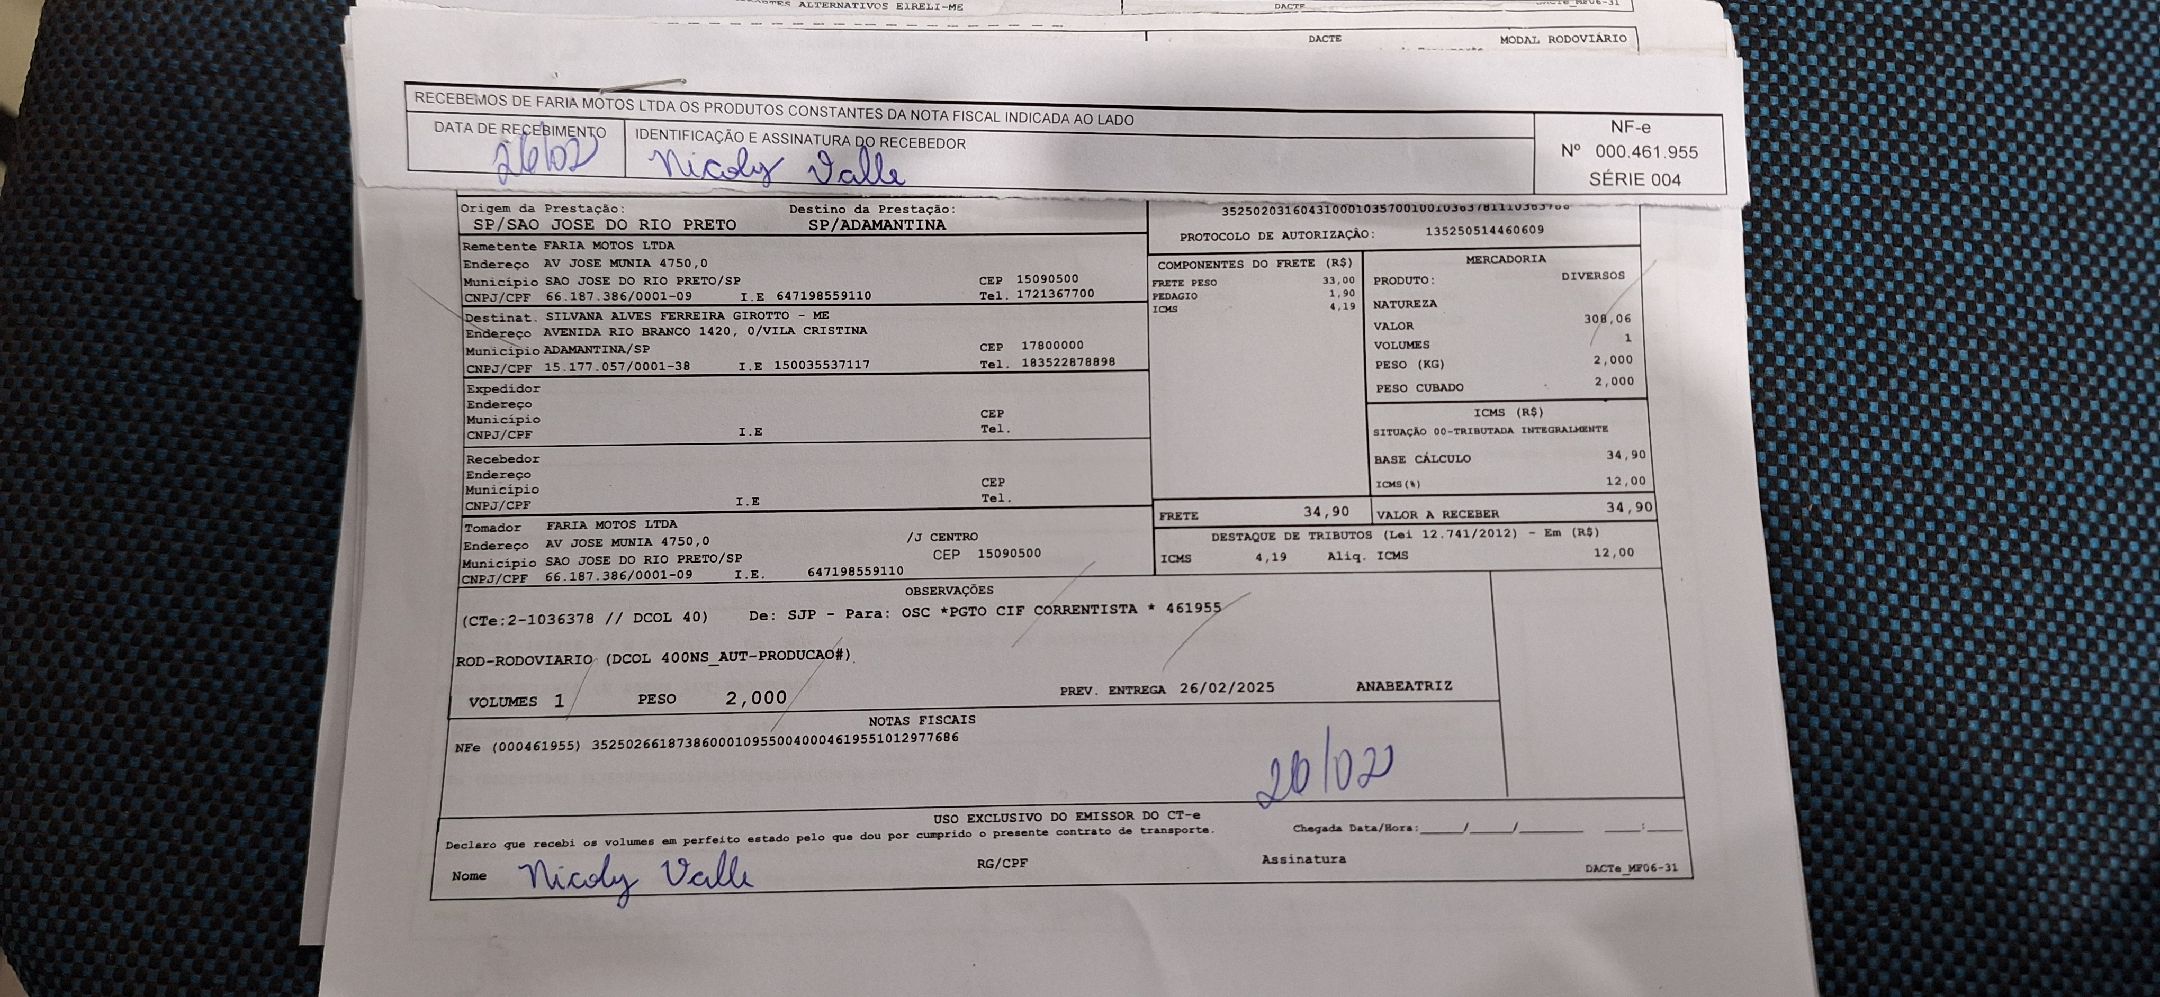 ALTERNATIVOS EIRELI-ME
DACTE
DACTE
MODAL RODOVIÁRIO
RECEBEMOS DE FARIA MOTOS LTDA OS PRODUTOS CONSTANTES DA NOTA FISCAL INDICADA AO LADO
DATA DE RECEBIMENTO
26/02
IDENTIFICAÇÃO E ASSINATURA DO RECEBEDOR
Nicoly Valle
NF-e
Nº 000.461.955
SÉRIE 004
Origem da Prestação: Destino da Prestação:
SP/SAO JOSE DO RIO PRETO SP/ADAMANTINA
Remetente FARIA MOTOS LTDA
Endereço AV JOSE MUNIA 4750,0
Município SAO JOSE DO RIO PRETO/SP CEP 15090500
CNPJ/CPF 66.187.386/0001-09 I.E 647198559110 Tel. 1721367700
Destinat. SILVANA ALVES FERREIRA GIROTTO - ME
Endereço AVENIDA RIO BRANCO 1420, 0/VILA CRISTINA
Município ADAMANTINA/SP CEP 17800000
CNPJ/CPF 15.177.057/0001-38 I.E 150035537117 Tel. 183522878898
Expedidor
Endereço
Município CEP
CNPJ/CPF I.E Tel.
Recebedor
Endereço
Município CEP
CNPJ/CPF I.E Tel.
Tomador FARIA MOTOS LTDA
Endereço AV JOSE MUNIA 4750,0 /J CENTRO
Município SAO JOSE DO RIO PRETO/SP CEP 15090500
CNPJ/CPF 66.187.386/0001-09 I.E. 647198559110
PROTOCOLO DE AUTORIZAÇÃO: 135250514460609
COMPONENTES DO FRETE (R$)
FRETE PESO 33,00
PEDAGIO 1,90
ICMS 4,19
MERCADORIA
PRODUTO: DIVERSOS
NATUREZA
VALOR 308,06
VOLUMES 1
PESO (KG) 2,000
PESO CUBADO 2,000
ICMS (R$)
SITUAÇÃO 00-TRIBUTADA INTEGRALMENTE
BASE CÁLCULO 34,90
ICMS(%) 12,00
FRETE 34,90 VALOR A RECEBER 34,90
DESTAQUE DE TRIBUTOS (Lei 12.741/2012) - Em (R$)
ICMS 4,19 Aliq. ICMS 12,00
OBSERVAÇÕES
(CTe:2-1036378 // DCOL 40) De: SJP - Para: OSC *PGTO CIF CORRENTISTA * 461955
ROD-RODOVIARIO (DCOL 400NS_AUT-PRODUCAO#)
VOLUMES 1 PESO 2,000 PREV. ENTREGA 26/02/2025 ANABEATRIZ
NOTAS FISCAIS
NFe (000461955) 35250266187386000109550040004619551012977686
26/02
USO EXCLUSIVO DO EMISSOR DO CT-e
Declaro que recebi os volumes em perfeito estado pelo que dou por cumprido o presente contrato de transporte. Chegada Data/Hora:____/____/______ ___:____
Nome Nicoly Valle RG/CPF Assinatura
DACTe_MF06-31